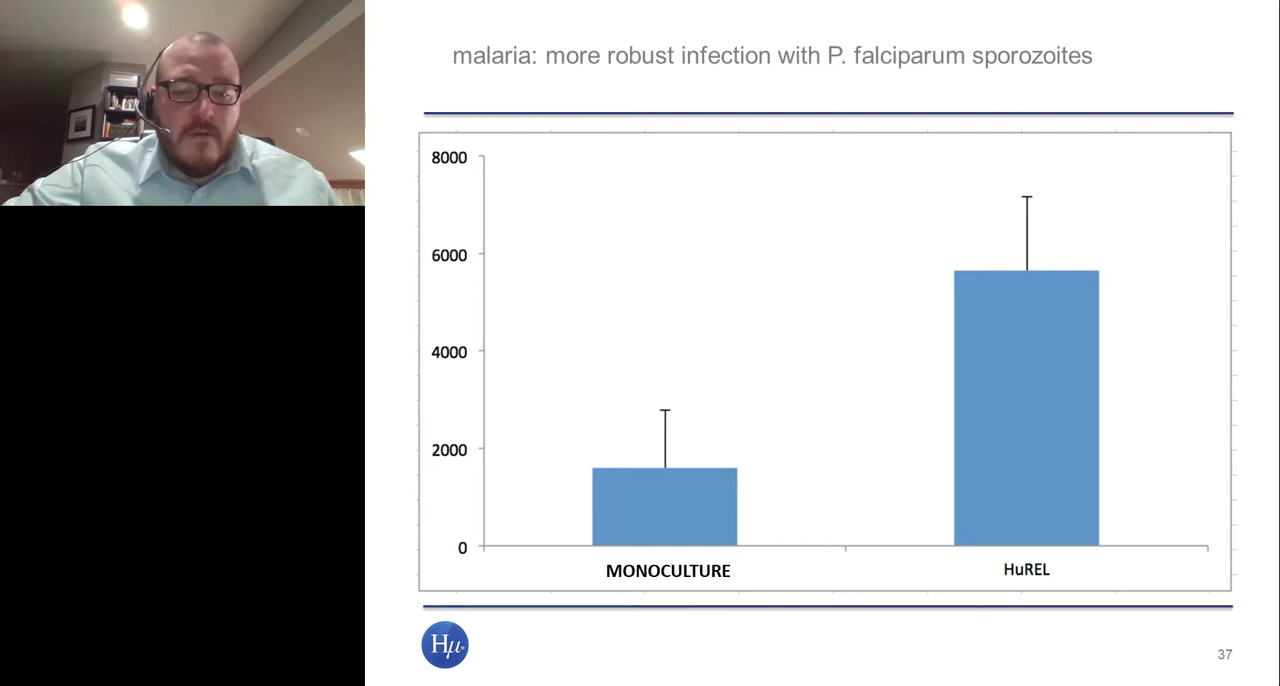 malaria: more robust infection with P. falciparum sporozoites
8000
6000
4000
2000
0
MONOCULTURE
HuREL
Hμ
37